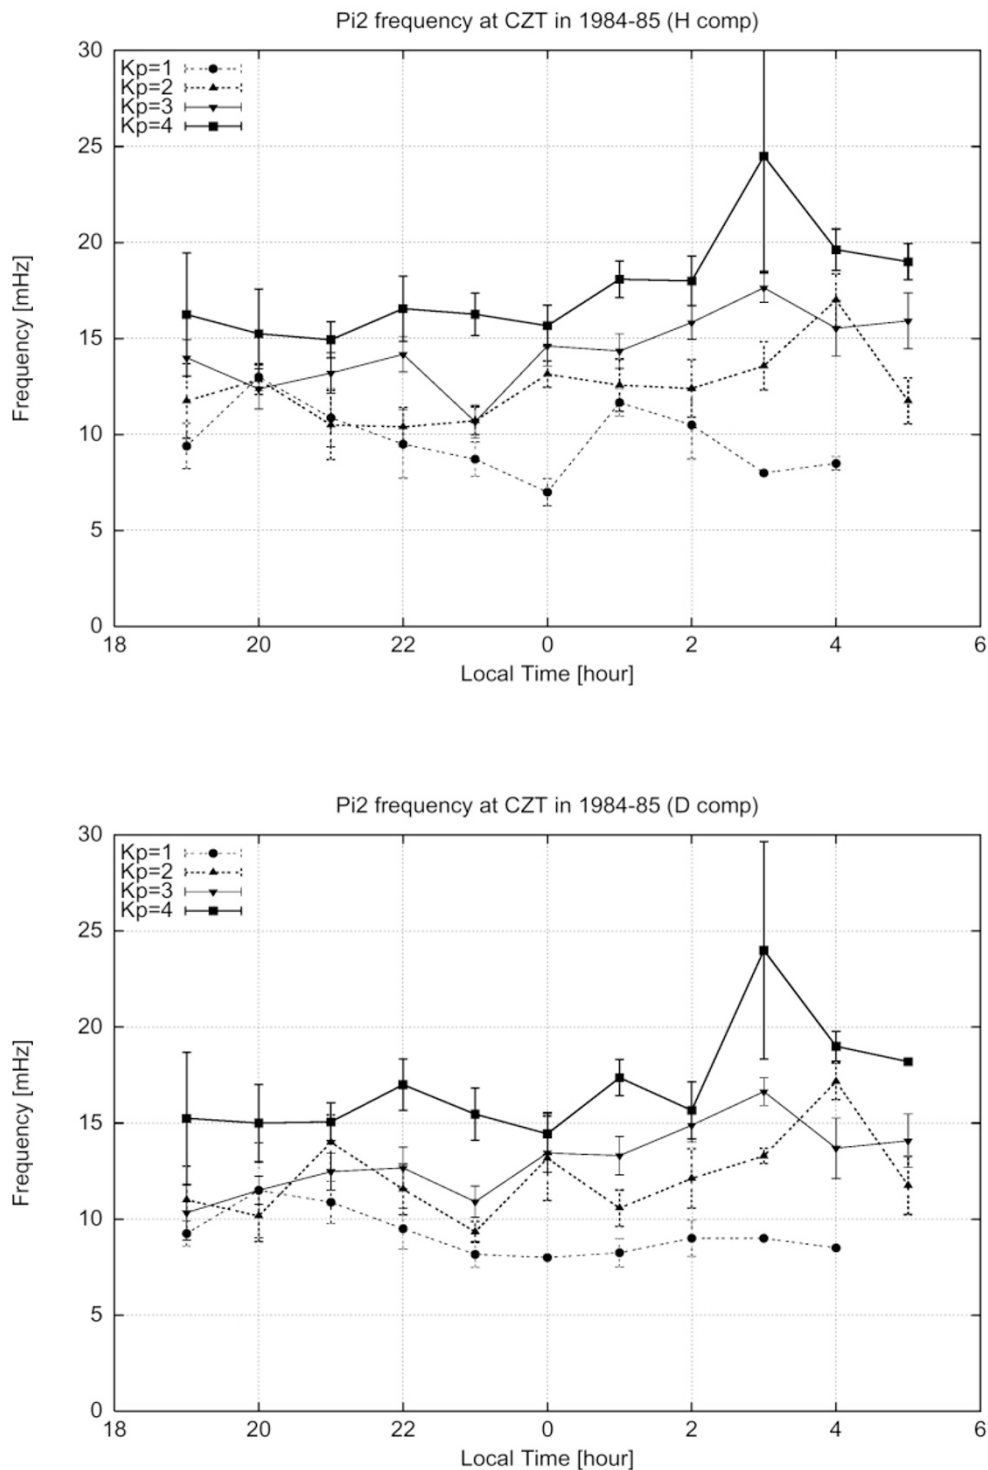 Pi2 frequency at CZT in 1984-85 (H comp)
30
25
20
15
10
5
0
Frequency [mHz]
Kp=1
Kp=2
Kp=3
Kp=4
18 20 22 0 2 4 6
Local Time [hour]
Pi2 frequency at CZT in 1984-85 (D comp)
30
25
20
15
10
5
0
Frequency [mHz]
Kp=1
Kp=2
Kp=3
Kp=4
18 20 22 0 2 4 6
Local Time [hour]